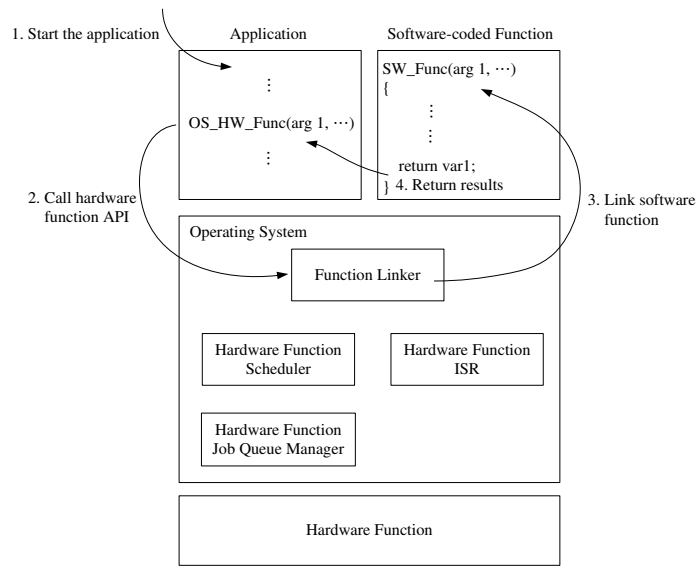 1. Start the application
Application
Software-coded Function
⋮
OS_HW_Func(arg 1, ⋯)
⋮
SW_Func(arg 1, ⋯)
{
⋮
⋮
return var1;
} 4. Return results
2. Call hardware
function API
3. Link software
function
Operating System
Function Linker
Hardware Function
Scheduler
Hardware Function
ISR
Hardware Function
Job Queue Manager
Hardware Function